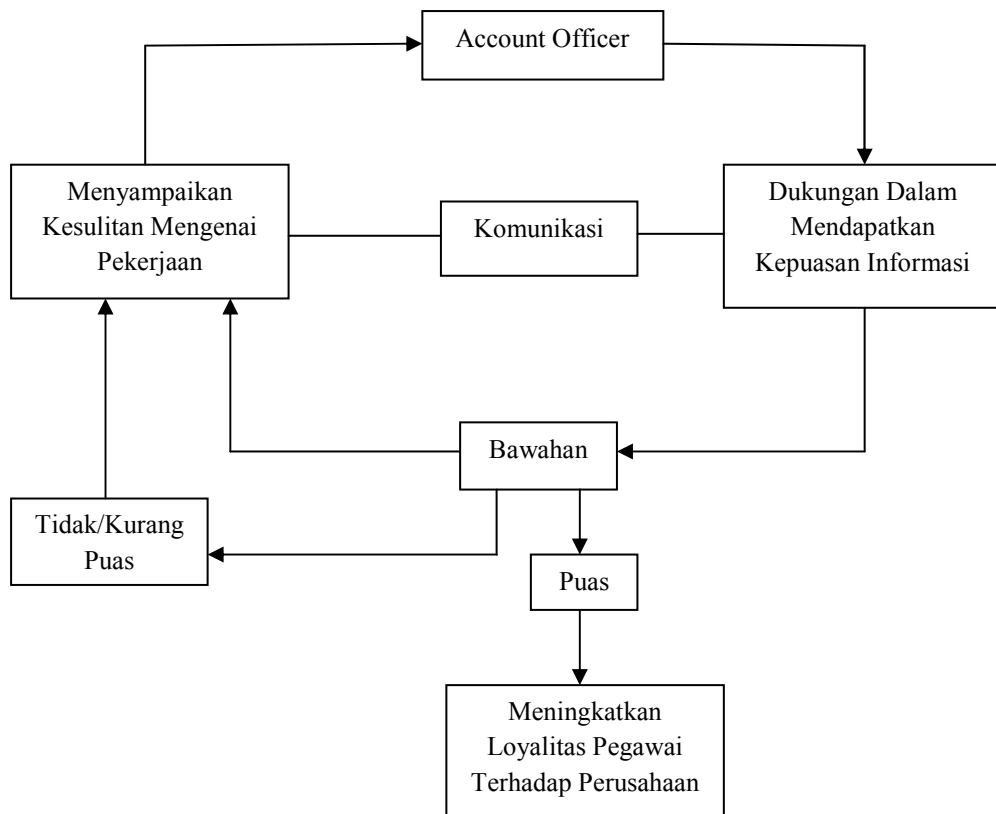 Account Officer
Menyampaikan
Kesulitan Mengenai
Pekerjaan
Komunikasi
Dukungan Dalam
Mendapatkan
Kepuasan Informasi
Bawahan
Tidak/Kurang
Puas
Puas
Meningkatkan
Loyalitas Pegawai
Terhadap Perusahaan